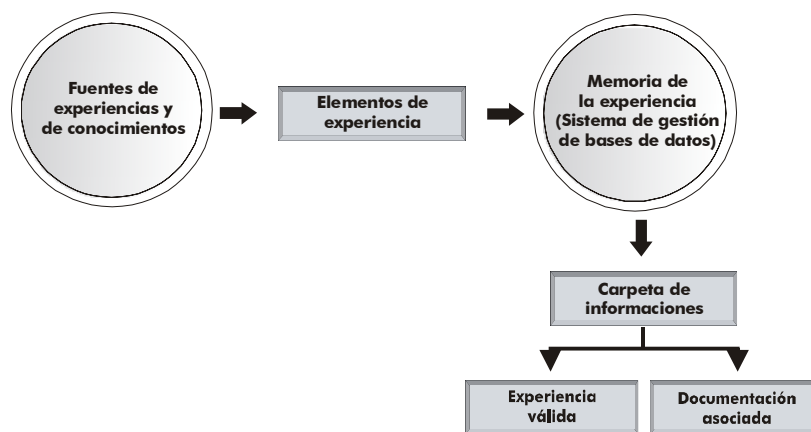 Fuentes de
experiencias y
de conocimientos
Elementos de
experiencia
Memoria de
la experiencia
(Sistema de gestión
de bases de datos)
Carpeta de
informaciones
Experiencia
válida
Documentación
asociada